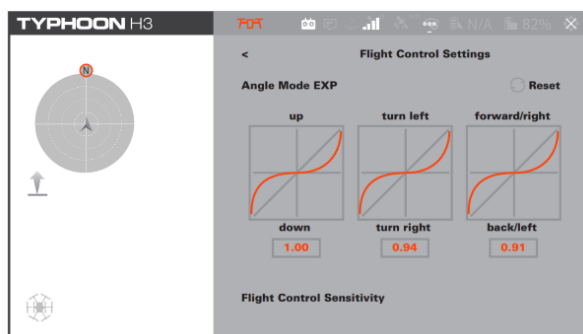 TYPHOON H3
N/A 82%
< Flight Control Settings
Angle Mode EXP Reset
N
up turn left forward/right
down turn right back/left
1.00 0.94 0.91
Flight Control Sensitivity